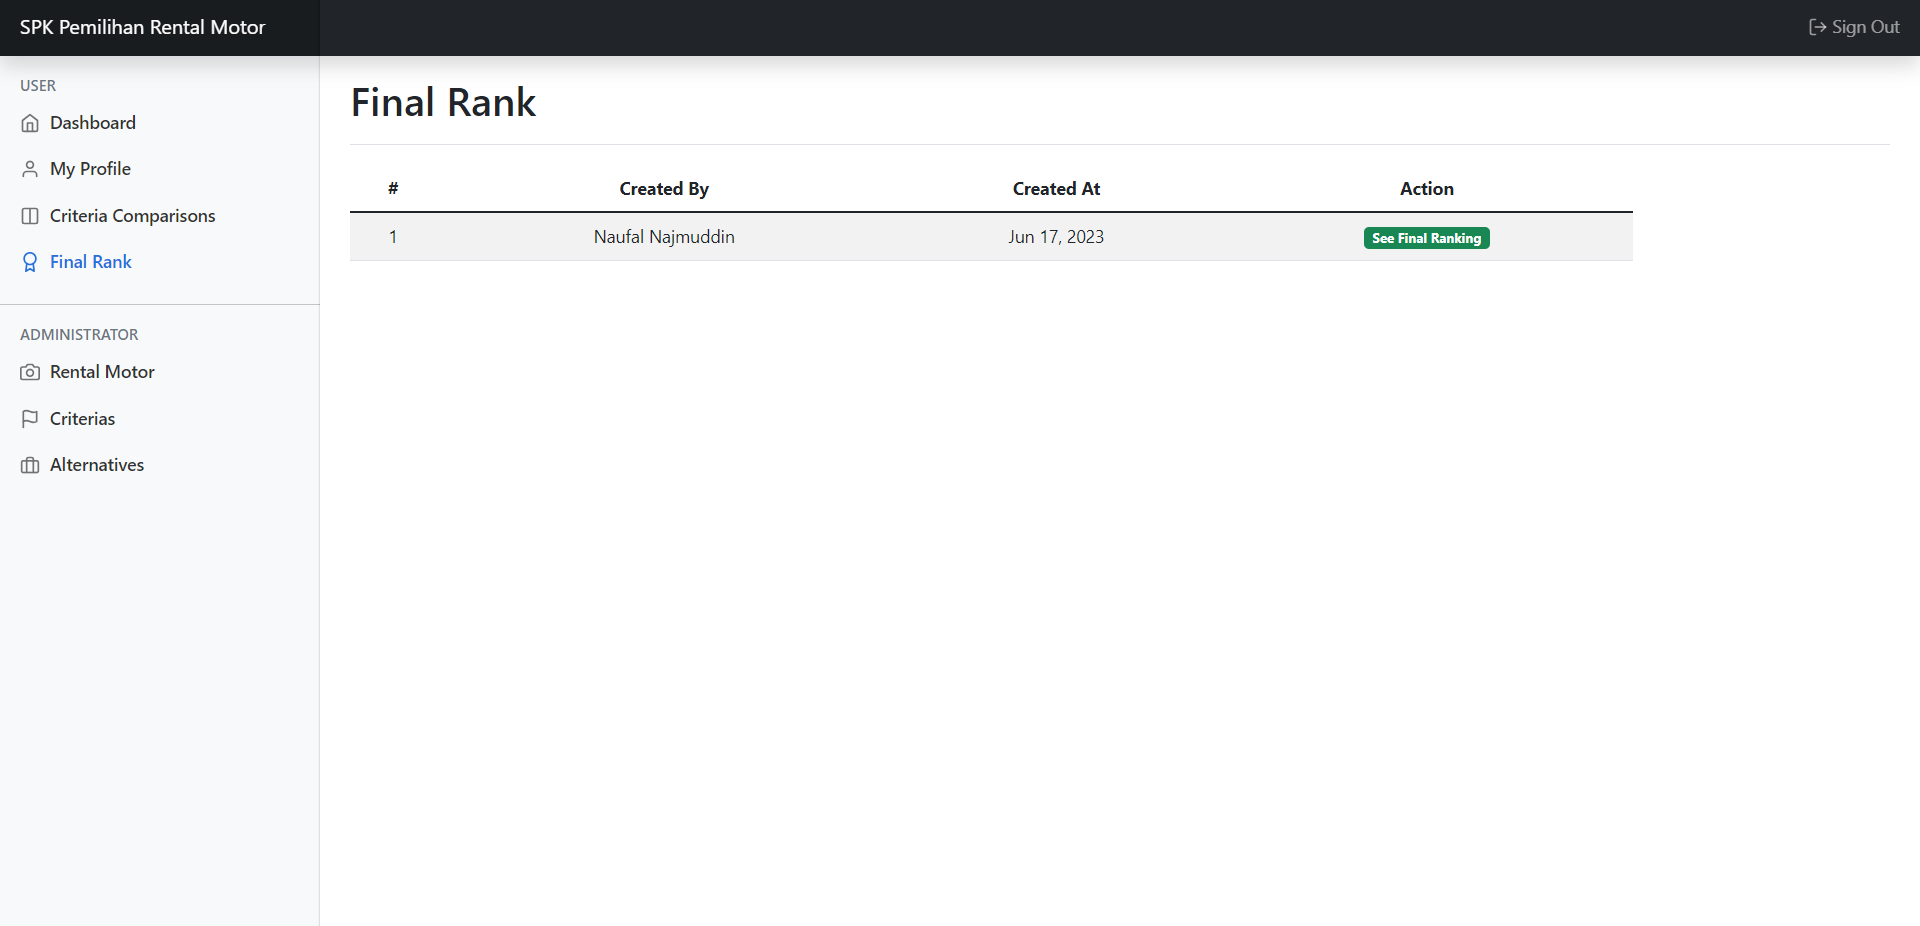 SPK Pemilihan Rental Motor
Sign Out
USER
Dashboard
My Profile
Criteria Comparisons
Final Rank
ADMINISTRATOR
Rental Motor
Criterias
Alternatives
Final Rank
# Created By Created At Action
1 Naufal Najmuddin Jun 17, 2023 See Final Ranking